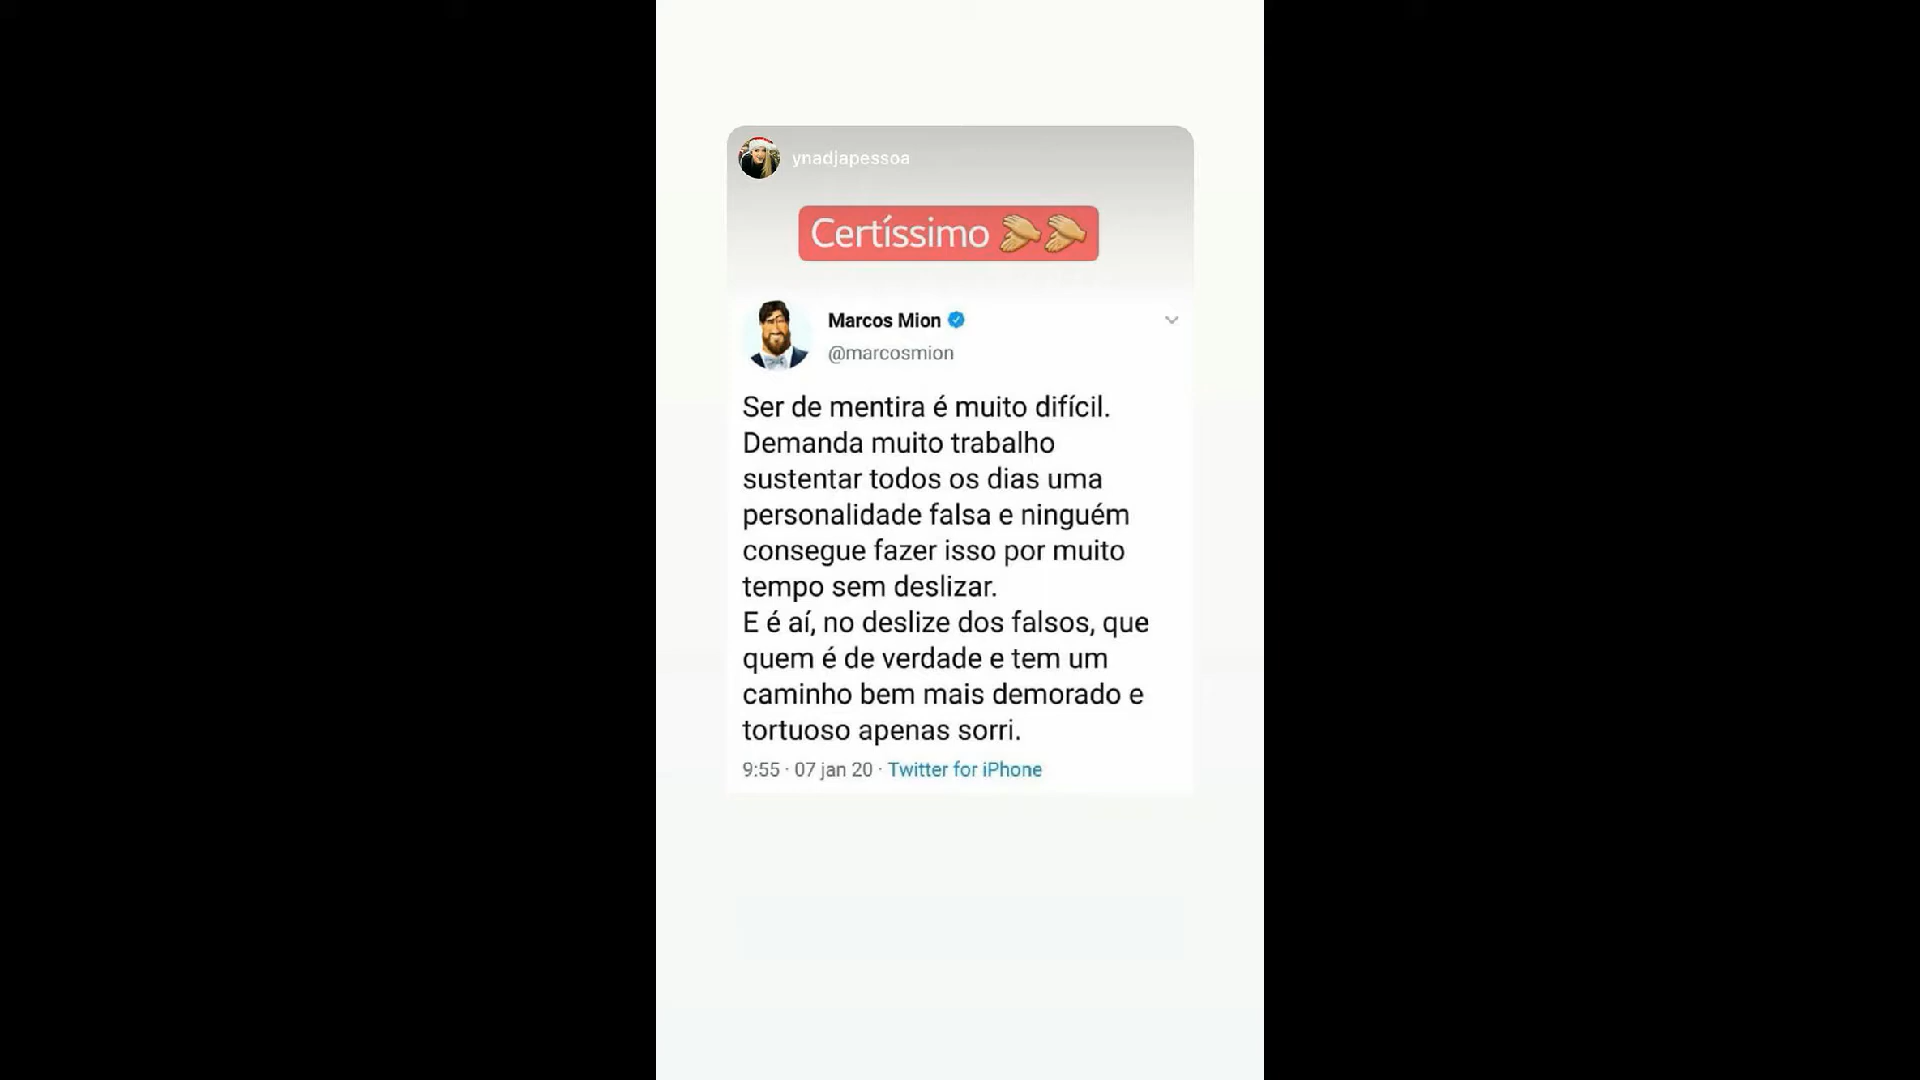 ynadjapessoa
Certíssimo 👏🏼👏🏼
Marcos Mion
@marcosmion
Ser de mentira é muito difícil.
Demanda muito trabalho
sustentar todos os dias uma
personalidade falsa e ninguém
consegue fazer isso por muito
tempo sem deslizar.
E é aí, no deslize dos falsos, que
quem é de verdade e tem um
caminho bem mais demorado e
tortuoso apenas sorri.
9:55 · 07 jan 20 · Twitter for iPhone